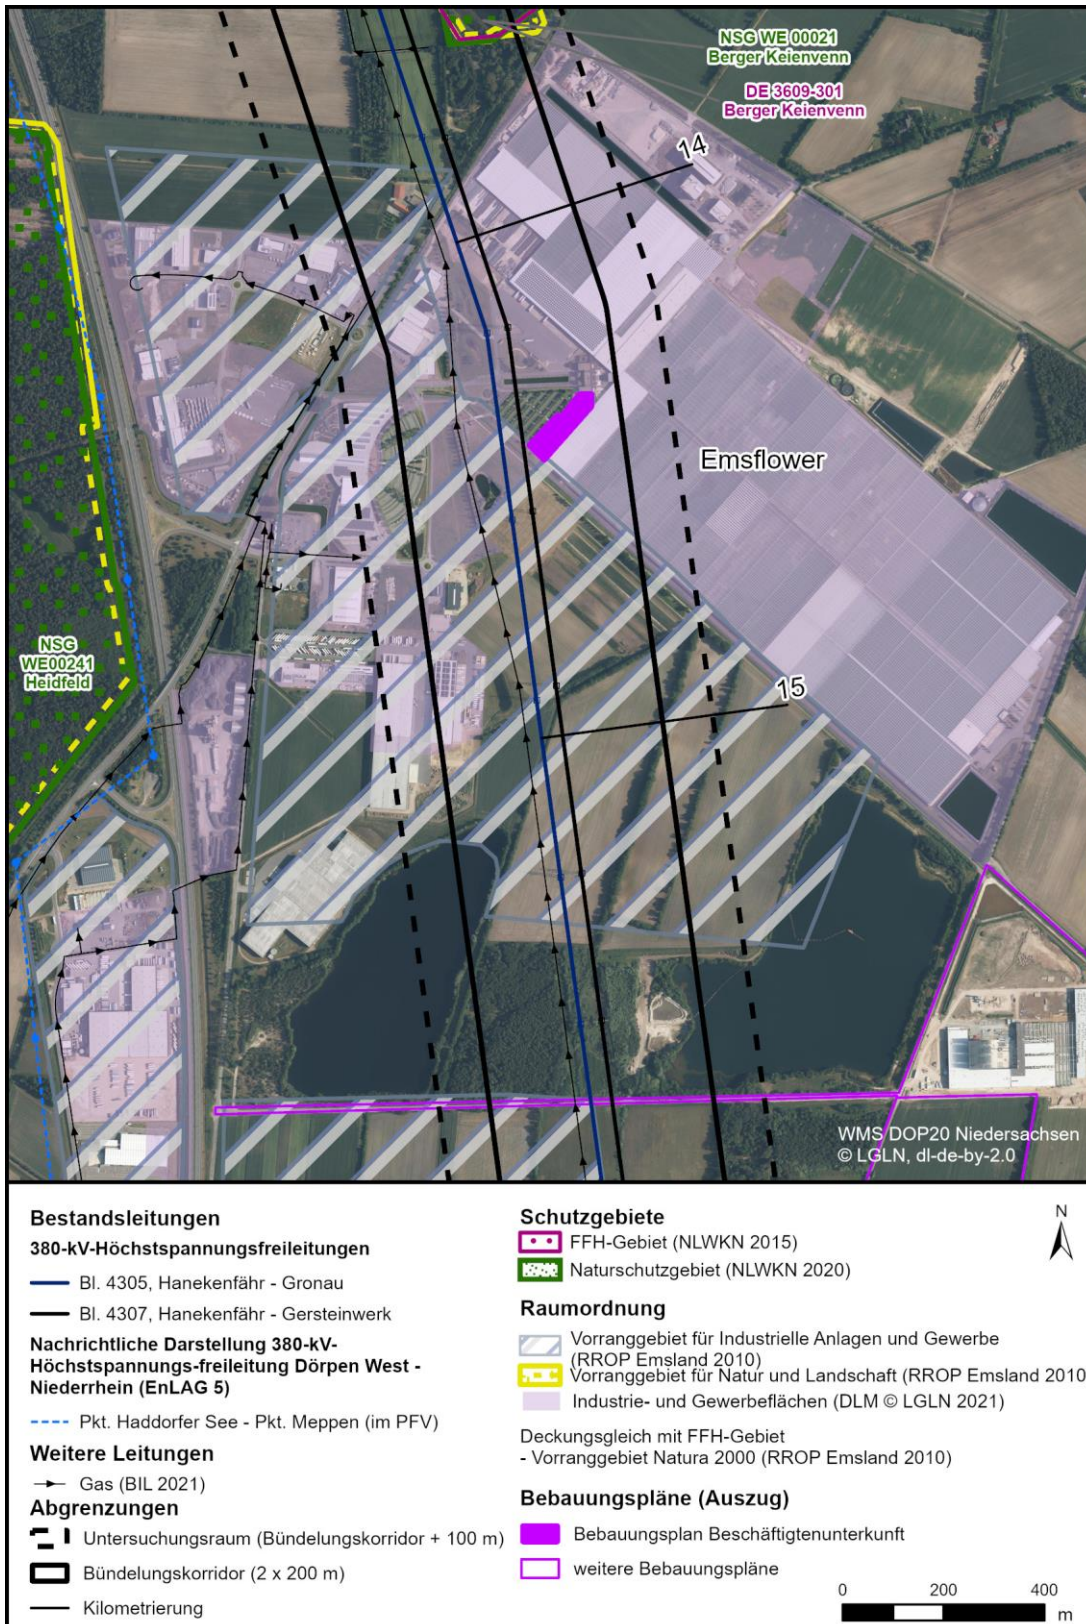 NSG WE 00021
Berger Keienvenn
DE 3609-301
Berger Keienvenn
14
Emsflower
NSG
WE00241
Heidfeld
15
WMS DOP20 Niedersachsen
© LGLN, dl-de-by-2.0
Bestandsleitungen
380-kV-Höchstspannungsfreileitungen
Bl. 4305, Hanekenfähr - Gronau
Bl. 4307, Hanekenfähr - Gersteinwerk
Nachrichtliche Darstellung 380-kV-
Höchstspannungs-freileitung Dörpen West -
Niederrhein (EnLAG 5)
Pkt. Haddorfer See - Pkt. Meppen (im PFV)
Weitere Leitungen
Gas (BIL 2021)
Abgrenzungen
Untersuchungsraum (Bündelungskorridor + 100 m)
Bündelungskorridor (2 x 200 m)
Kilometrierung
Schutzgebiete
FFH-Gebiet (NLWKN 2015)
Naturschutzgebiet (NLWKN 2020)
Raumordnung
Vorranggebiet für Industrielle Anlagen und Gewerbe
(RROP Emsland 2010)
Vorranggebiet für Natur und Landschaft (RROP Emsland 2010
Industrie- und Gewerbeflächen (DLM © LGLN 2021)
Deckungsgleich mit FFH-Gebiet
- Vorranggebiet Natura 2000 (RROP Emsland 2010)
Bebauungspläne (Auszug)
Bebauungsplan Beschäftigtenunterkunft
weitere Bebauungspläne
N
0 200 400
m